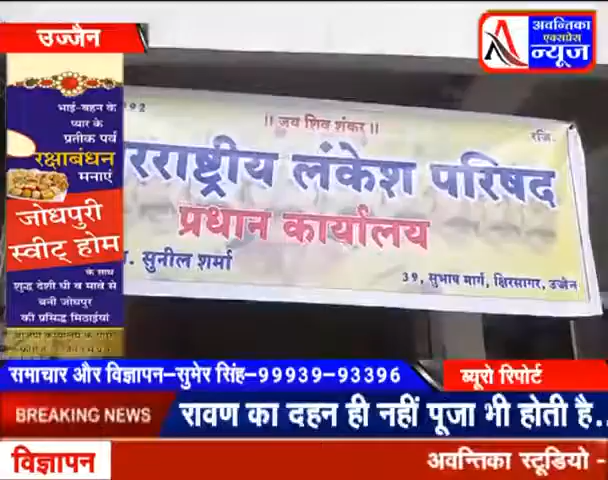 उज्जैन
अवन्तिका
एक्सप्रेस
न्यूज
भाई-बहन के
प्यार के
प्रतीक पर्व
रक्षाबंधन
मनाएं
जोधपुरी
स्वीट् होम
के साथ
शुद्ध देशी घी व मावे से
बनी जोधपुर
की प्रसिद्ध मिठाईयां
92
॥ जय शिव शंकर ॥
रजि.
रराष्ट्रीय लंकेश परिषद
प्रधान कार्यालय
. सुनील शर्मा
39, सुभाष मार्ग, क्षिरसागर, उज्जैन
समाचार और विज्ञापन–सुमेर सिंह–99939–93396
ब्यूरो रिपोर्ट
BREAKING NEWS
रावण का दहन ही नहीं पूजा भी होती है..
विज्ञापन
अवन्तिका स्टूडियो -